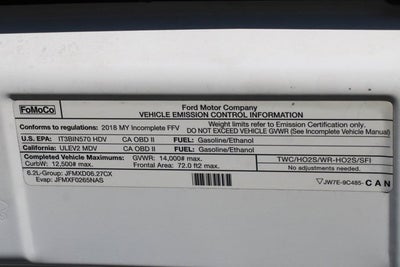 FoMoCo
Ford Motor Company
VEHICLE EMISSION CONTROL INFORMATION
Conforms to regulations: 2018 MY Incomplete FFV
Weight limits refer to Emission Certification only.
DO NOT EXCEED VEHICLE GVWR (See Incomplete Manual).
U.S. EPA: IT3BIN570 HDV CA OBD II FUEL: Gasoline/Ethanol
California: ULEV2 MDV CA OBD II FUEL: Gasoline/Ethanol
Completed Vehicle Maximums: GVWR: 14,000# max.
CurbW: 12,500# max. Frontal Area: 72.0 ft2 max.
TWC/HO2S/WR-HO2S/SFI
No adjustments needed.
6.2L-Group: JFMXD06.27CX
Evap: JFMXF0265NAS
JW7E-9C485- CAN